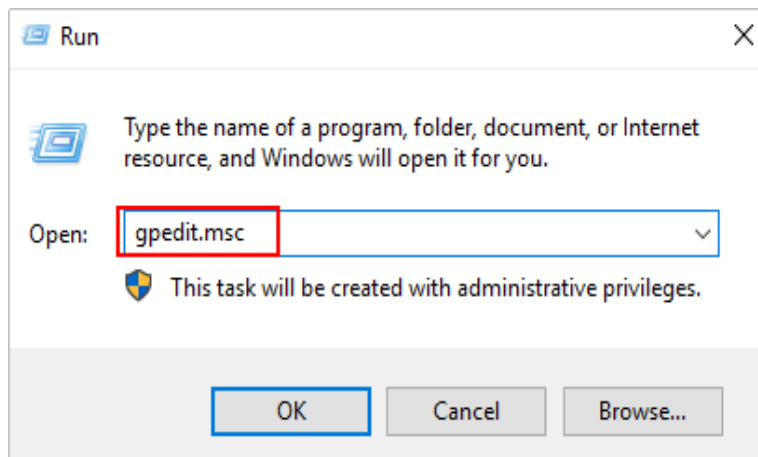 Run
Type the name of a program, folder, document, or Internet
resource, and Windows will open it for you.
Open: gpedit.msc
This task will be created with administrative privileges.
OK Cancel Browse...